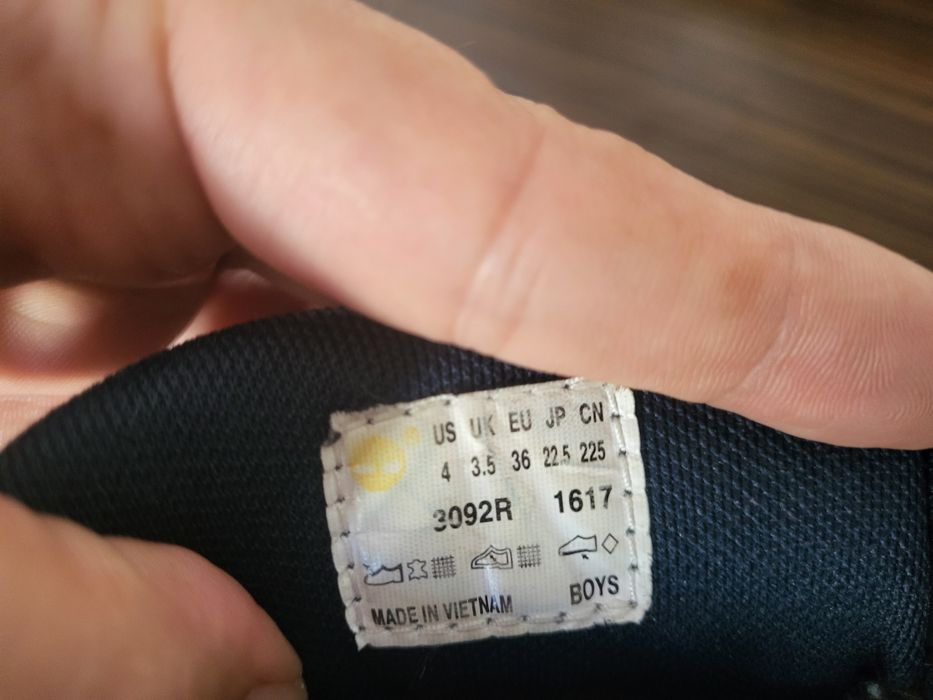 US UK EU JP CN
4 3.5 36 22.5 225
3092R 1617
BOYS
MADE IN VIETNAM